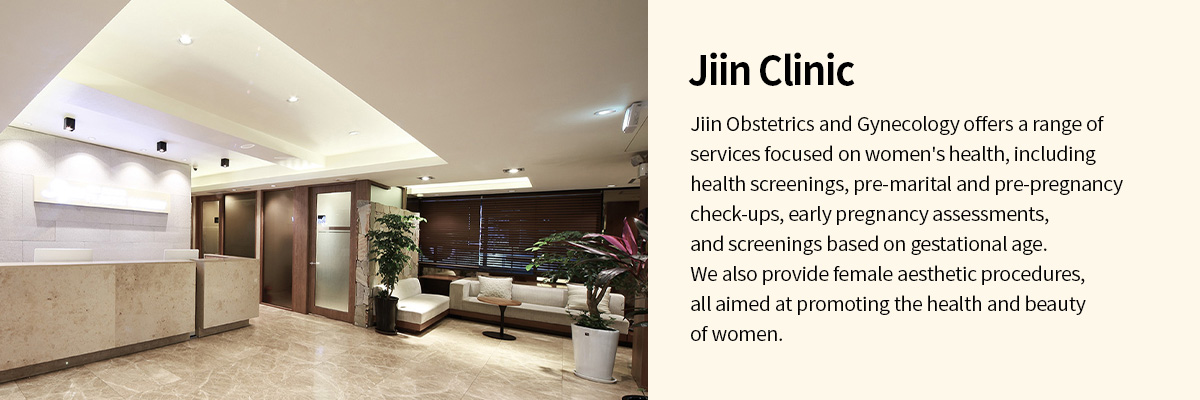 Jiin Clinic
Jiin Obstetrics and Gynecology offers a range of
services focused on women's health, including
health screenings, pre-marital and pre-pregnancy
check-ups, early pregnancy assessments,
and screenings based on gestational age.
We also provide female aesthetic procedures,
all aimed at promoting the health and beauty
of women.